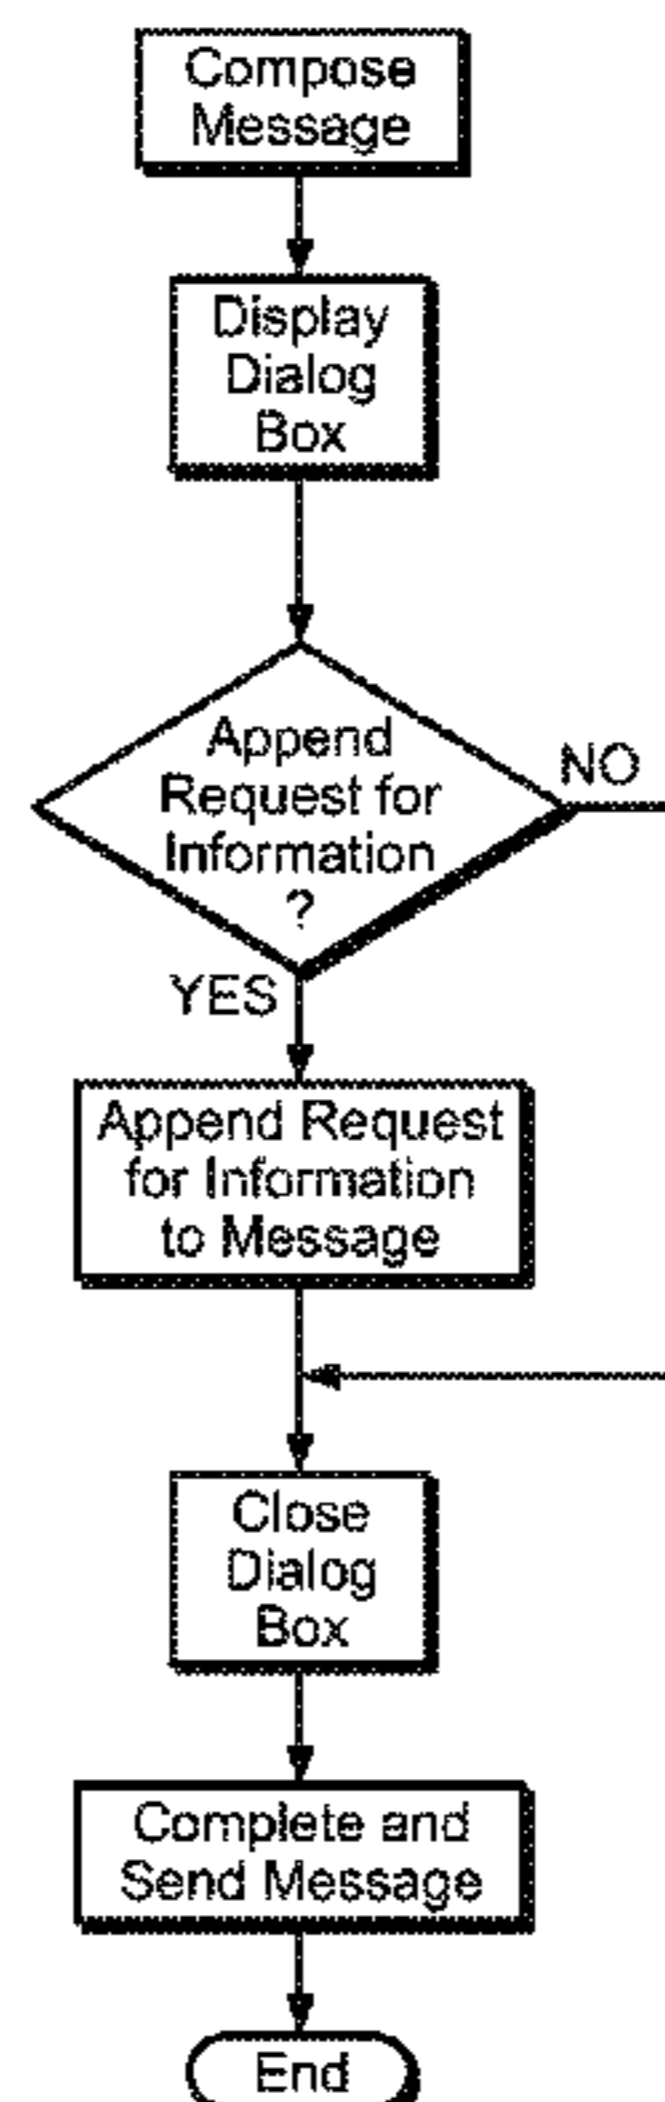 Compose
Message
Display
Dialog
Box
Append
Request for
Information
?
NO
YES
Append Request
for Information
to Message
Close
Dialog
Box
Complete and
Send Message
End